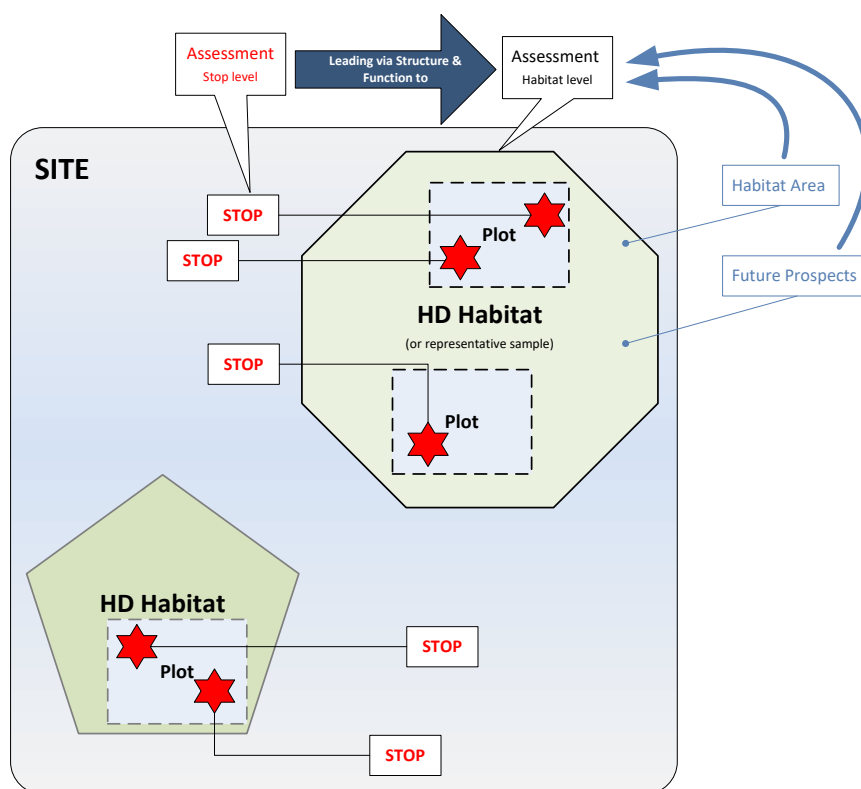 Assessment
Stop level
Leading via Structure &
Function to
Assessment
Habitat level
SITE
Habitat Area
STOP
Plot
STOP
Future Prospects
HD Habitat
(or representative sample)
STOP
Plot
HD Habitat
STOP
Plot
STOP